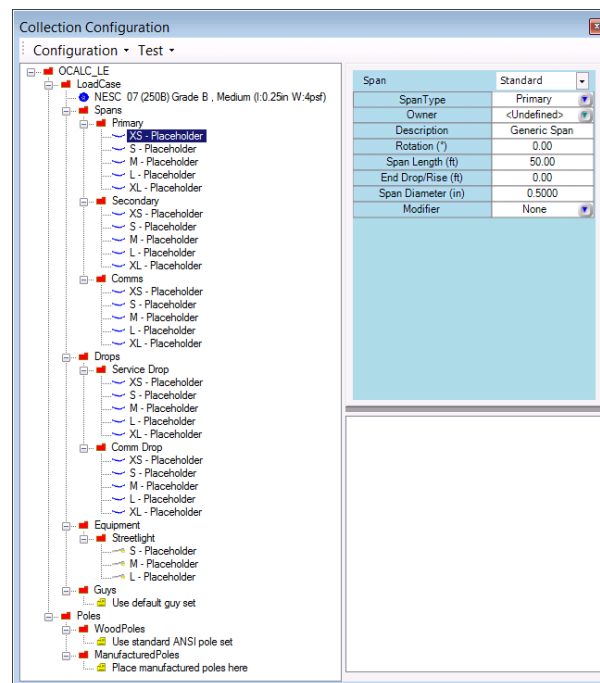 Collection Configuration
Configuration Test
OCALC_LE
LoadCase
NESC 07 (250B) Grade B , Medium (I:0.25in W:4psf)
Spans
Primary
XS - Placeholder
S - Placeholder
M - Placeholder
L - Placeholder
XL - Placeholder
Secondary
XS - Placeholder
S - Placeholder
M - Placeholder
L - Placeholder
XL - Placeholder
Comms
XS - Placeholder
S - Placeholder
M - Placeholder
L - Placeholder
XL - Placeholder
Drops
Service Drop
XS - Placeholder
S - Placeholder
M - Placeholder
L - Placeholder
XL - Placeholder
Comm Drop
XS - Placeholder
S - Placeholder
M - Placeholder
L - Placeholder
XL - Placeholder
Equipment
Streetlight
S - Placeholder
M - Placeholder
L - Placeholder
Guys
Use default guy set
Poles
WoodPoles
Use standard ANSI pole set
ManufacturedPoles
Place manufactured poles here
Span Standard
SpanType Primary
Owner <Undefined>
Description Generic Span
Rotation (°) 0.00
Span Length (ft) 50.00
End Drop/Rise (ft) 0.00
Span Diameter (in) 0.5000
Modifier None